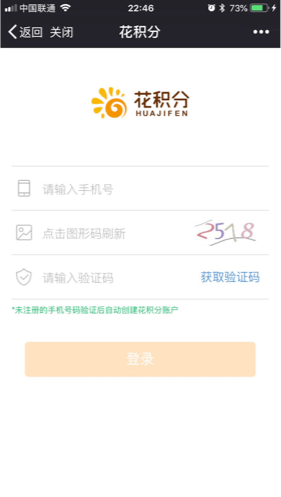 中国联通 22:46 73%
返回 关闭 花积分
花积分
HUAJIFEN
请输入手机号
点击图形码刷新 2518
请输入验证码 获取验证码
*未注册的手机号码验证后自动创建花积分账户
登录